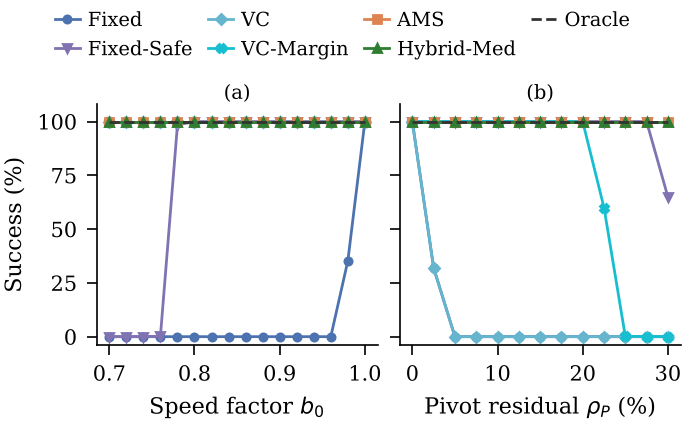 Fixed VC AMS Oracle
Fixed-Safe VC-Margin Hybrid-Med
(a) (b)
Success (%)
100
75
50
25
0
0.7 0.8 0.9 1.0 0 10 20 30
Speed factor b₀ Pivot residual ρ_P (%)